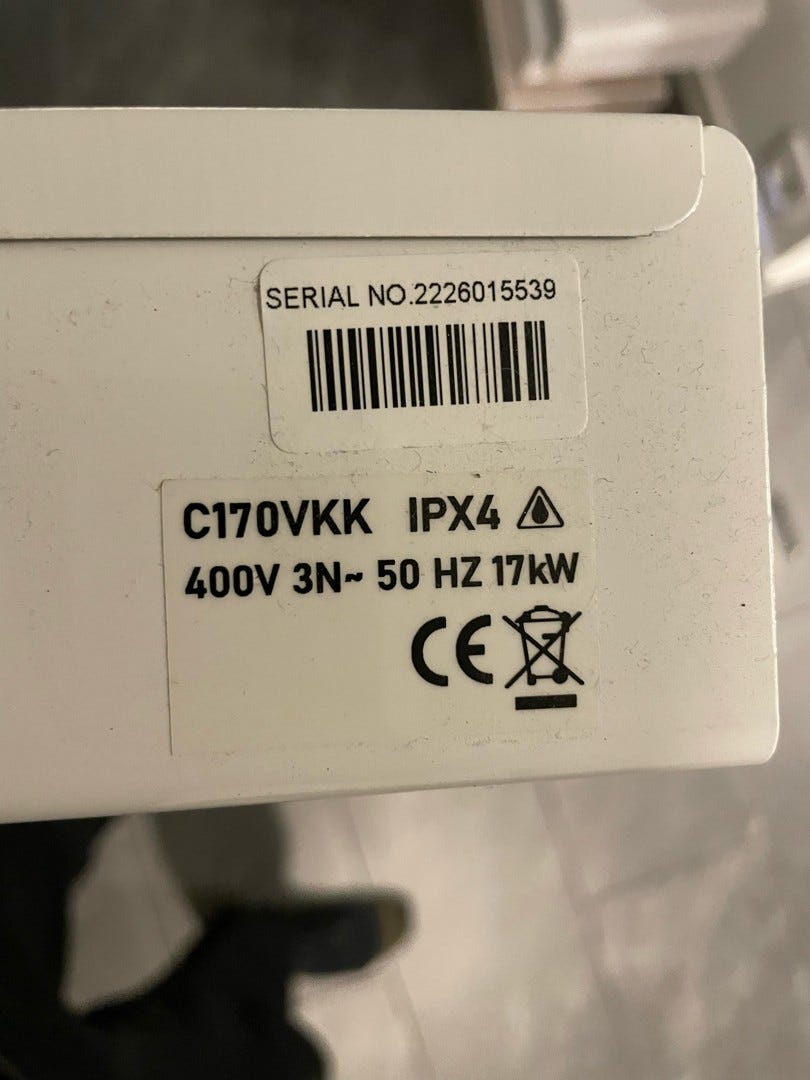 SERIAL NO.2226015539
C170VKK IPX4
400V 3N~ 50 HZ 17kW
CE